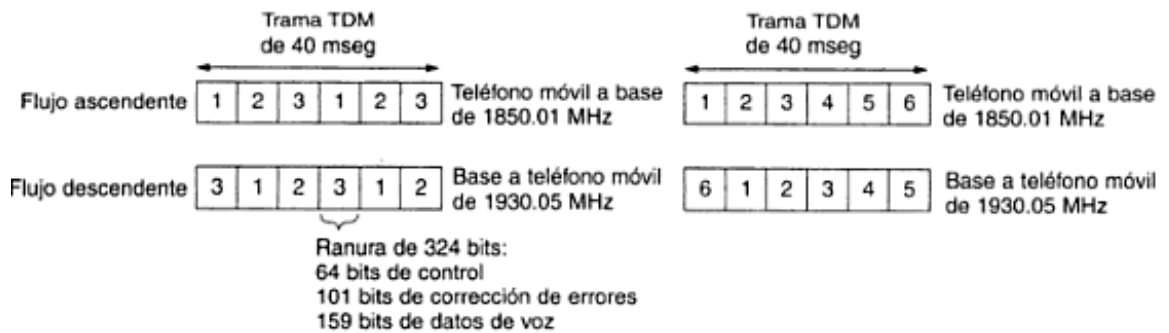 Trama TDM
de 40 mseg
Trama TDM
de 40 mseg
Flujo ascendente 1 2 3 1 2 3 Teléfono móvil a base
de 1850.01 MHz
1 2 3 4 5 6 Teléfono móvil a base
de 1850.01 MHz
Flujo descendente 3 1 2 3 1 2 Base a teléfono móvil
de 1930.05 MHz
6 1 2 3 4 5 Base a teléfono móvil
de 1930.05 MHz
Ranura de 324 bits:
64 bits de control
101 bits de corrección de errores
159 bits de datos de voz